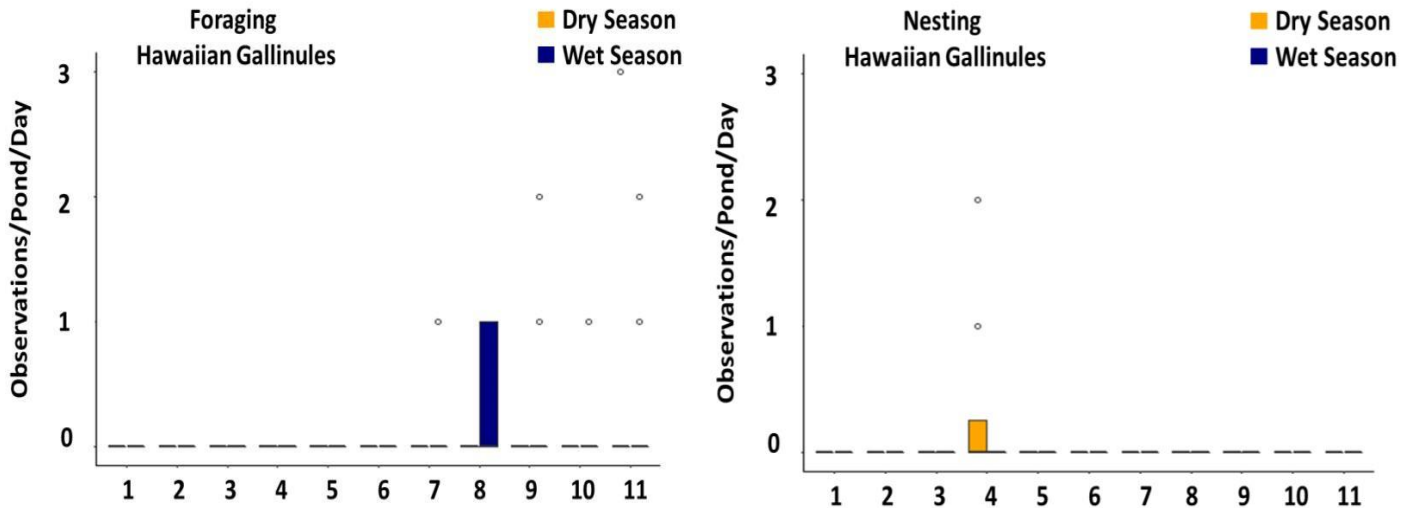 Foraging
Hawaiian Gallinules
Dry Season
Wet Season
Observations/Pond/Day
3
2
1
0
1 2 3 4 5 6 7 8 9 10 11
Nesting
Hawaiian Gallinules
Dry Season
Wet Season
Observations/Pond/Day
3
2
1
0
1 2 3 4 5 6 7 8 9 10 11